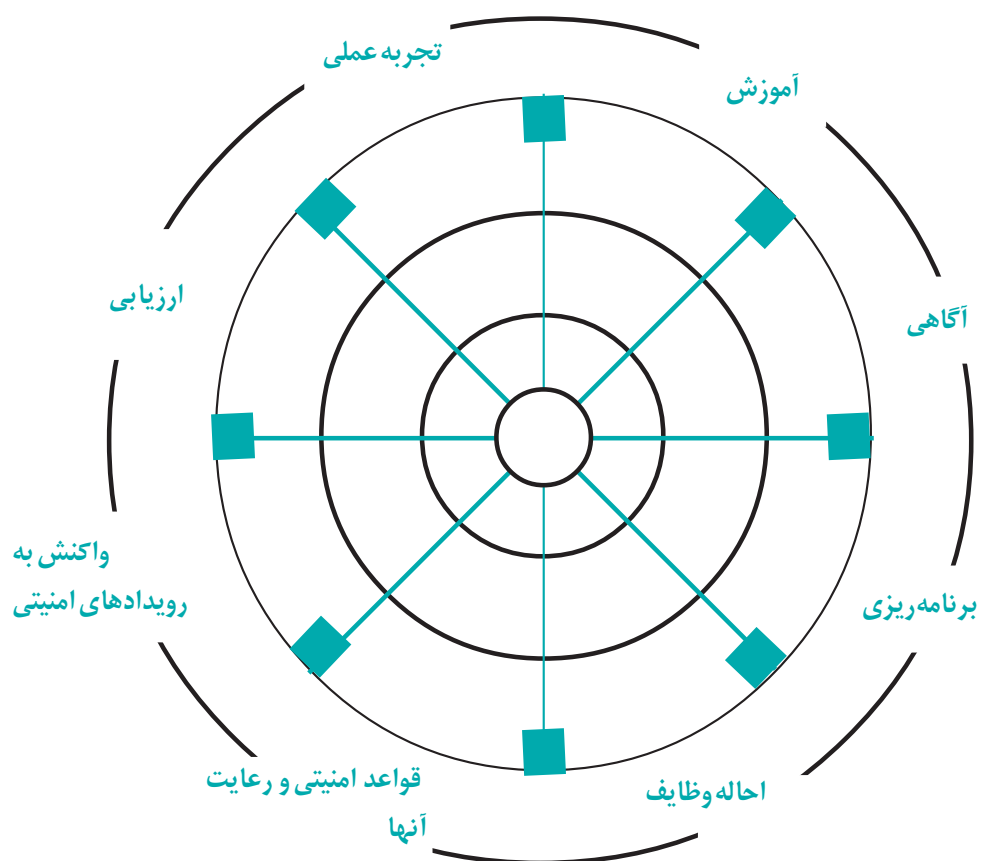 تجربه عملی
آموزش
ارزیابی
آگاهی
واکنش به
رویدادهای امنیتی
برنامه‌ریزی
قواعد امنیتی و رعایت
آنها
احاله وظایف